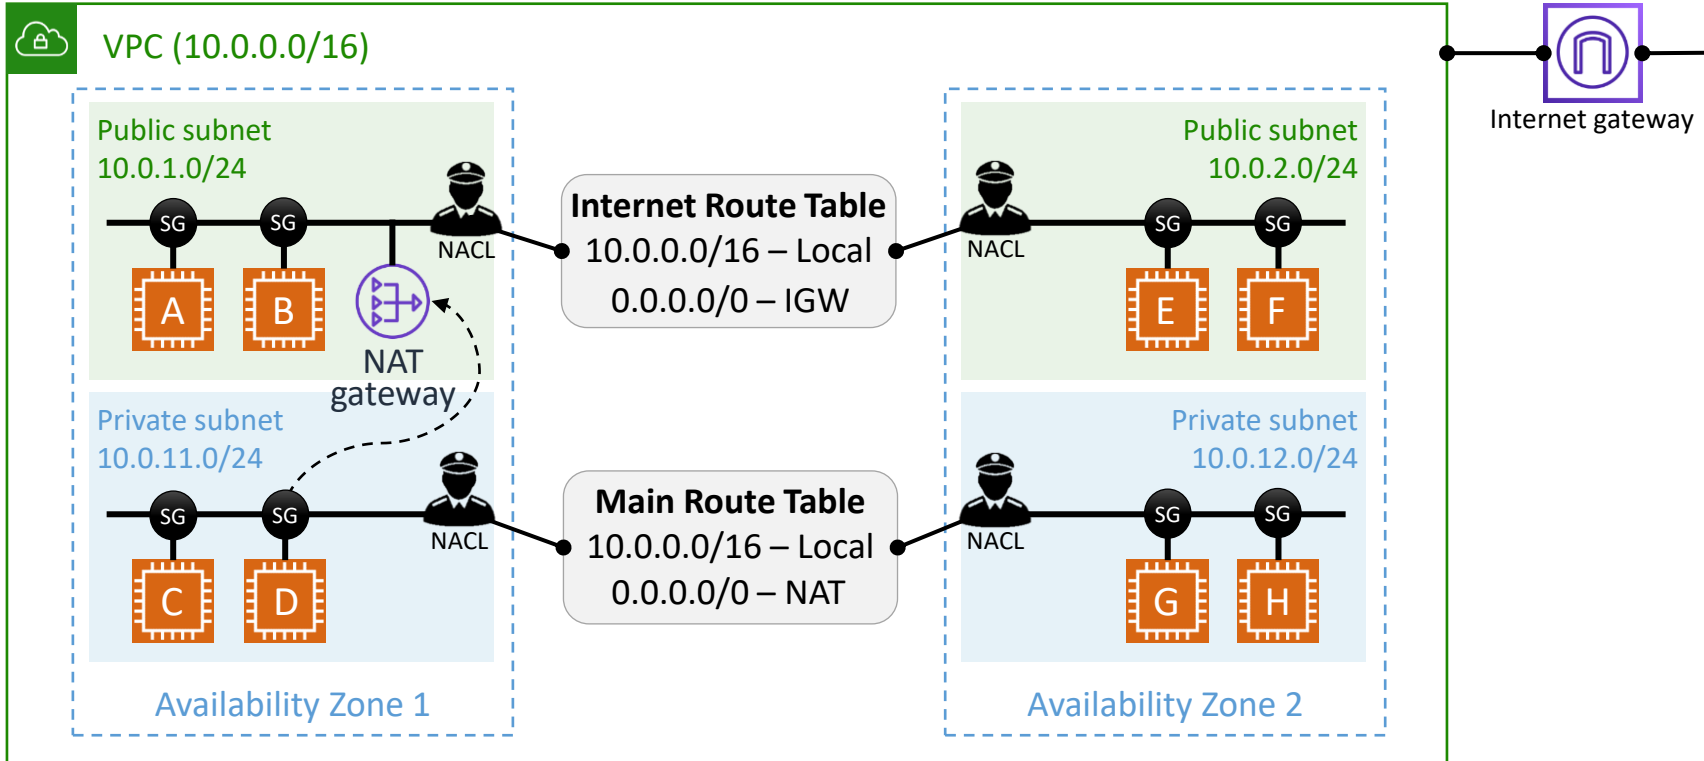 VPC (10.0.0.0/16)
Internet gateway
Public subnet
10.0.1.0/24
SG
SG
NACL
A
B
NAT
gateway
Internet Route Table
10.0.0.0/16 – Local
0.0.0.0/0 – IGW
Public subnet
10.0.2.0/24
NACL
SG
SG
E
F
Private subnet
10.0.11.0/24
SG
SG
NACL
C
D
Main Route Table
10.0.0.0/16 – Local
0.0.0.0/0 – NAT
Private subnet
10.0.12.0/24
NACL
SG
SG
G
H
Availability Zone 1
Availability Zone 2